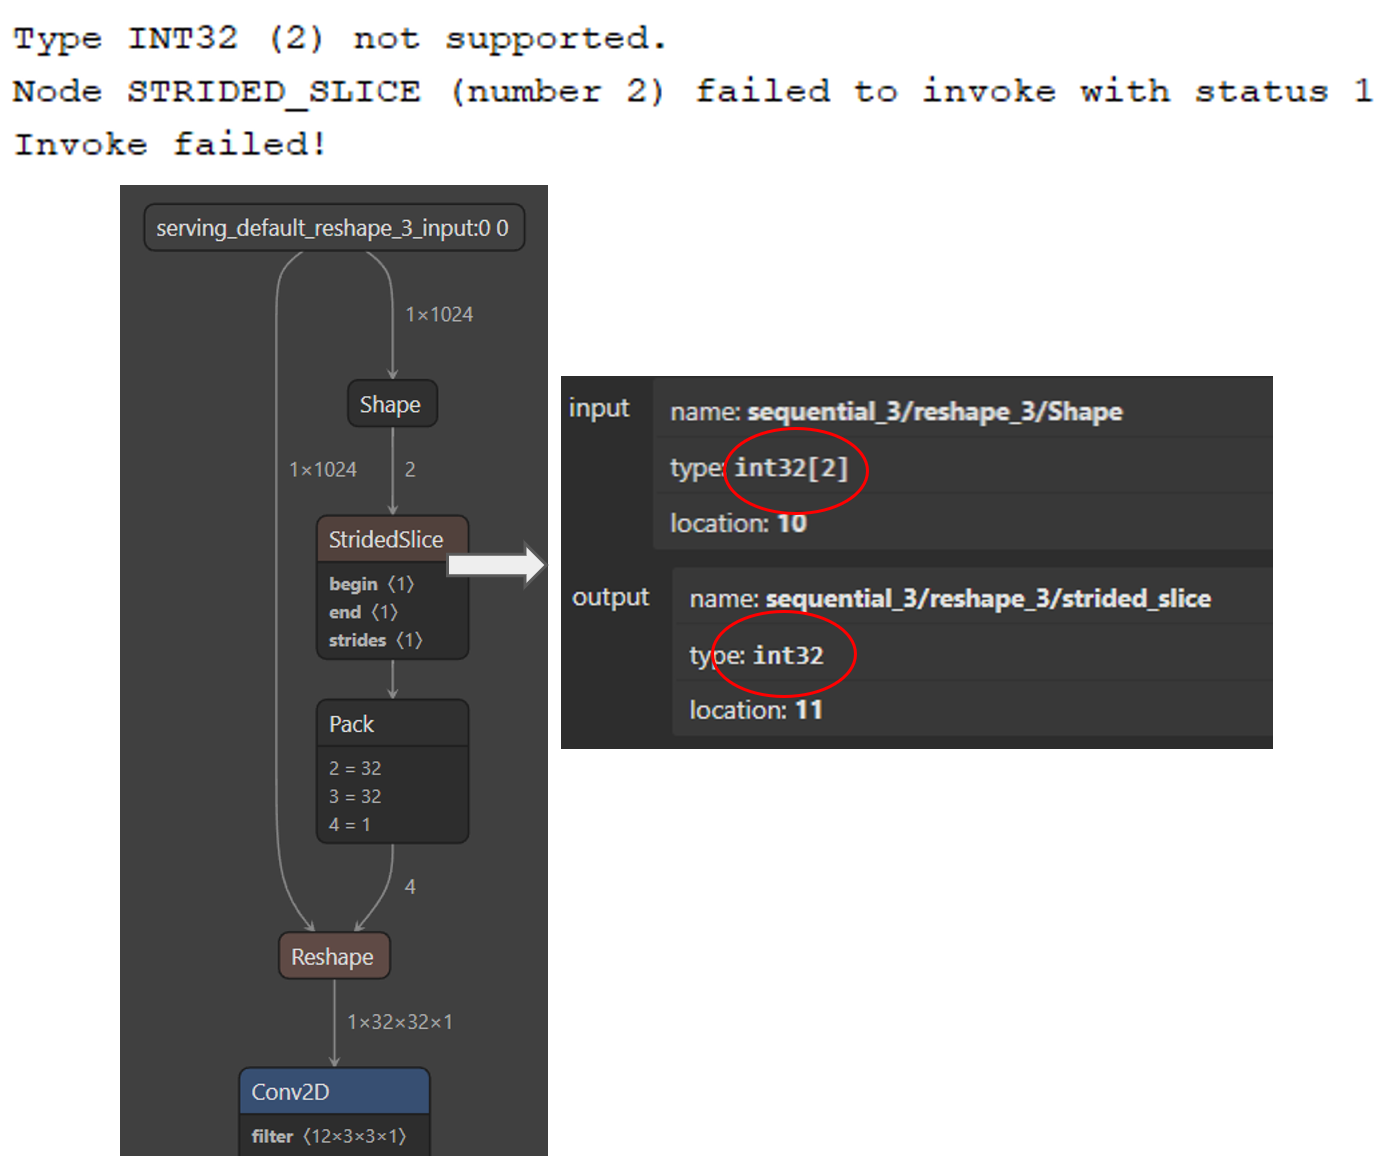 Type INT32 (2) not supported.
Node STRIDED_SLICE (number 2) failed to invoke with status 1
Invoke failed!
serving_default_reshape_3_input:0 0
1×1024
Shape
1×1024
2
StridedSlice
begin 〈1〉
end 〈1〉
strides 〈1〉
Pack
2 = 32
3 = 32
4 = 1
4
Reshape
1×32×32×1
Conv2D
filter 〈12×3×3×1〉
input
name: sequential_3/reshape_3/Shape
type: int32[2]
location: 10
output
name: sequential_3/reshape_3/strided_slice
type: int32
location: 11